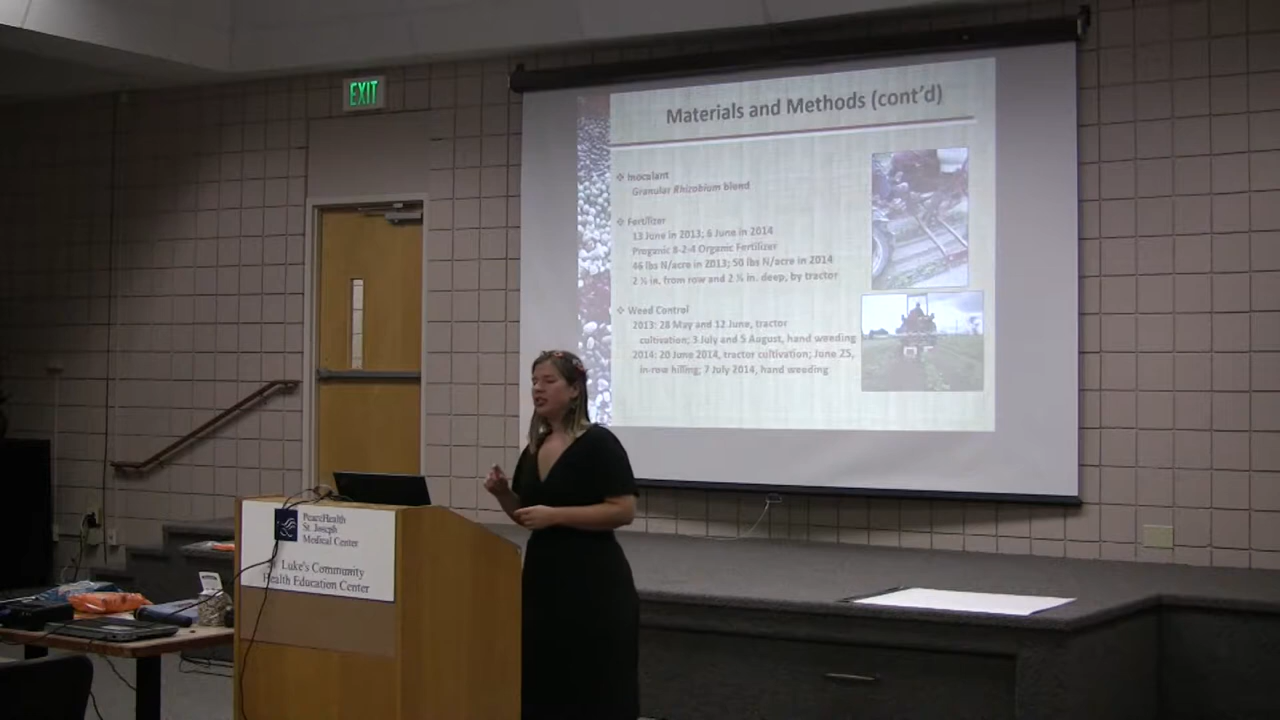 EXIT
Materials and Methods (cont'd)
Inoculant
Granular Rhizobium blend
Fertilizer
13 June in 2013; 6 June in 2014
Proganic 8-2-4 Organic Fertilizer
46 lbs N/acre in 2013; 50 lbs N/acre in 2014
2 ½ in. from row and 2 ½ in. deep, by tractor
Weed Control
2013: 28 May and 12 June, tractor
cultivation; 3 July and 5 August, hand weeding
2014: 20 June 2014, tractor cultivation; June 25,
in-row hilling; 7 July 2014, hand weeding
PeaceHealth
St. Joseph
Medical Center
Luke's Community
Health Education Center